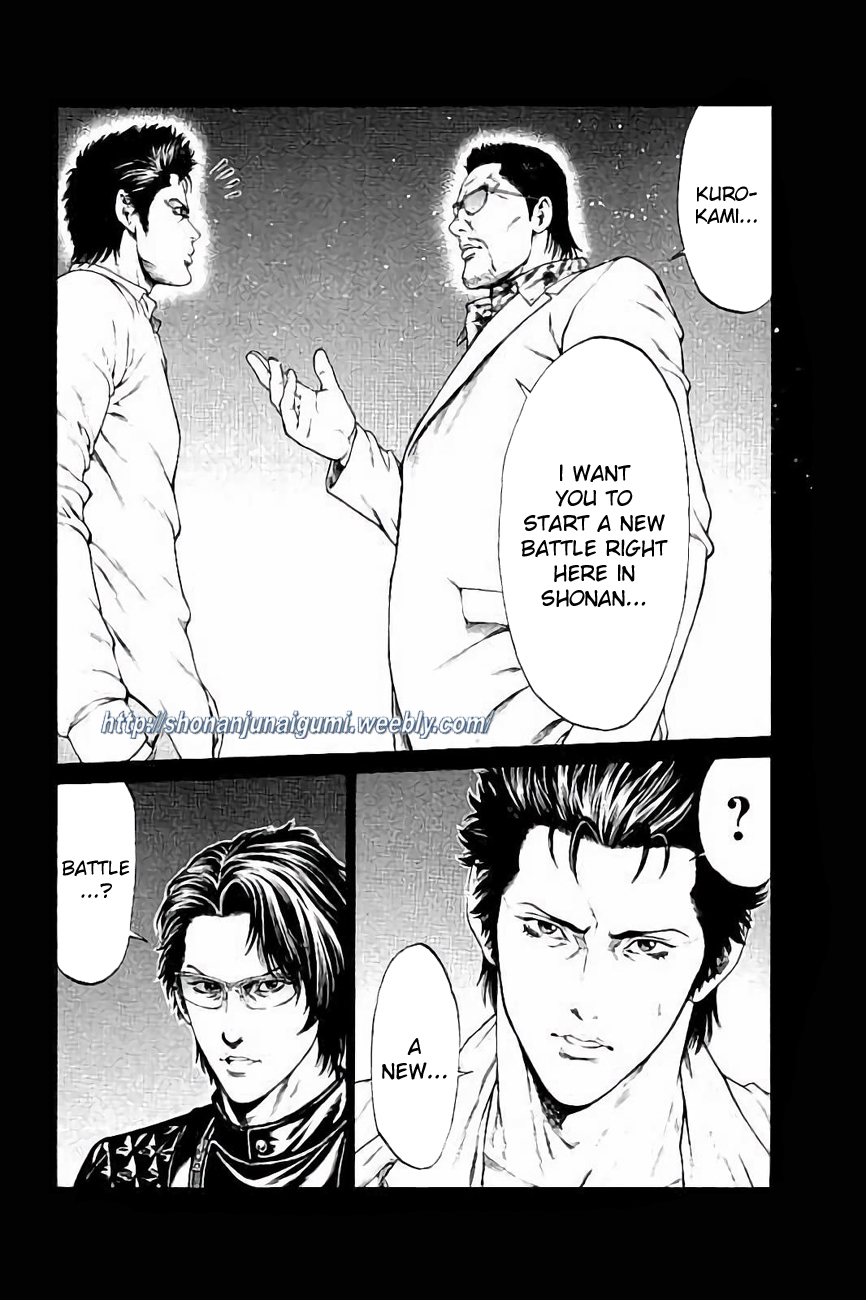 KURO-
KAMI...
I WANT
YOU TO
START A NEW
BATTLE RIGHT
HERE IN
SHONAN...
http://shonanjunaigumi.weebly.com/
?
A
NEW...
BATTLE
...?